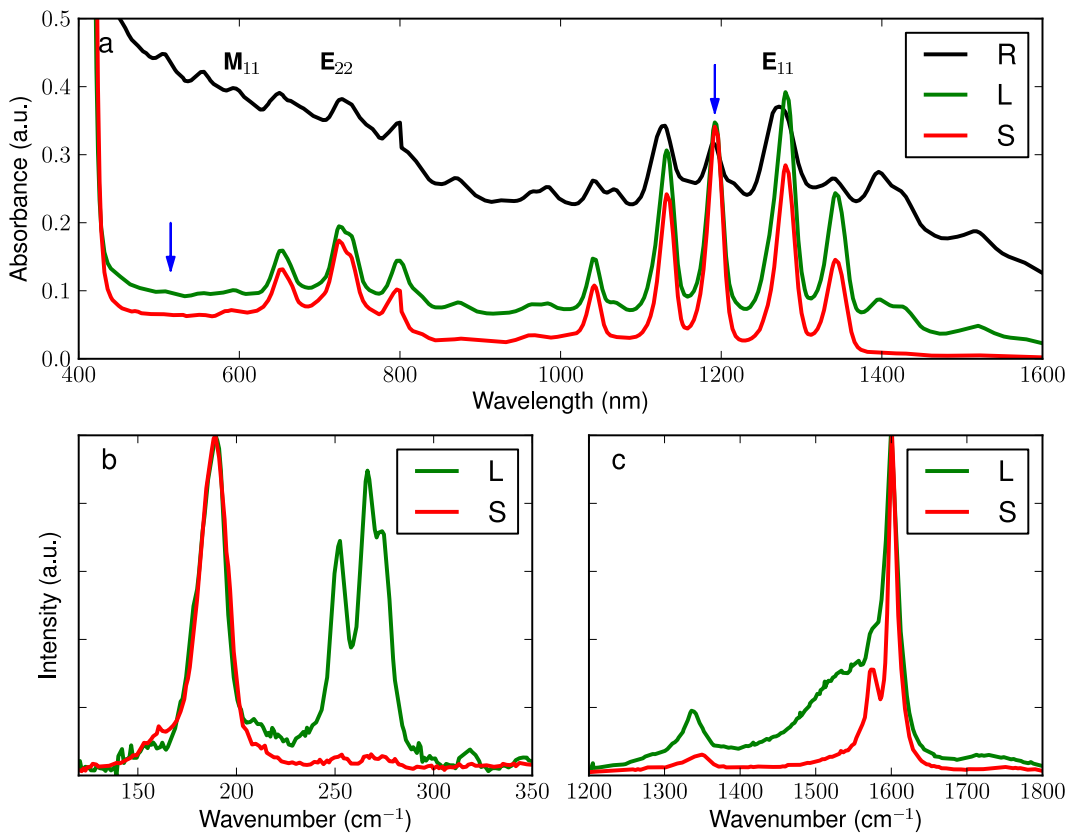 a
M₁₁
E₂₂
E₁₁
R
L
S
Absorbance (a.u.)
0.5
0.4
0.3
0.2
0.1
0.0
400
600
800
1000
1200
1400
1600
Wavelength (nm)
b
L
S
Intensity (a.u.)
150
200
250
300
350
Wavenumber (cm⁻¹)
c
L
S
1200
1300
1400
1500
1600
1700
1800
Wavenumber (cm⁻¹)